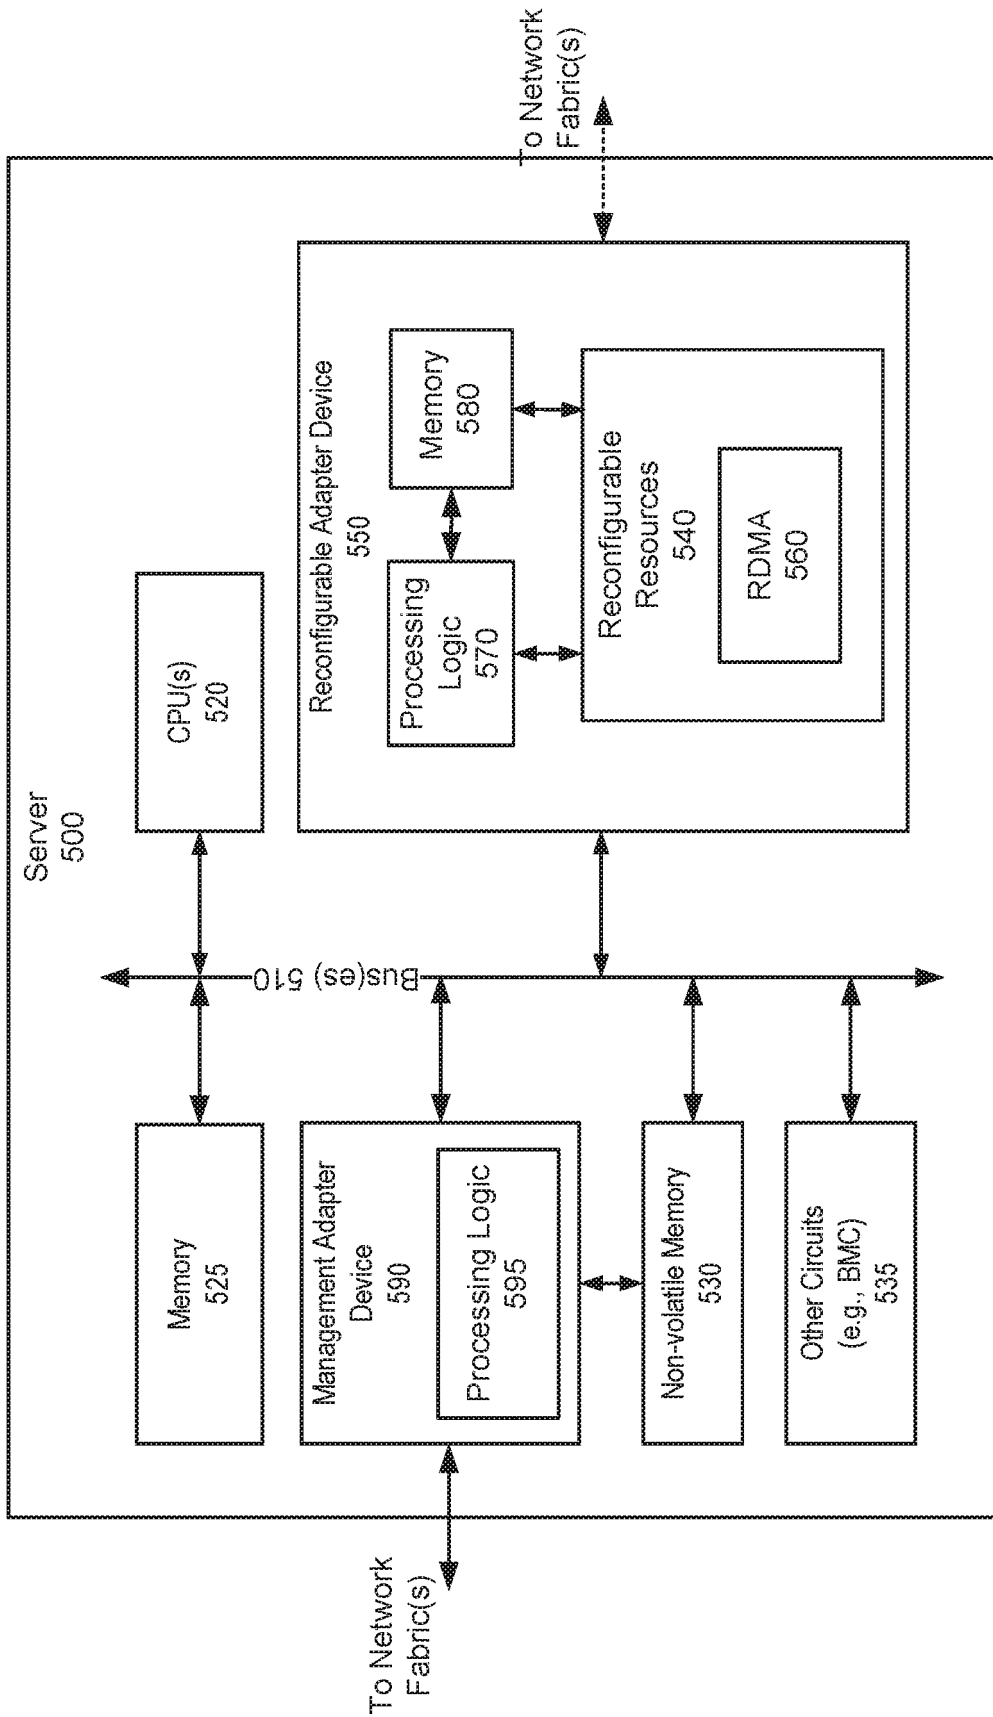 Server
500
Memory
525
CPU(s)
520
Bus(es) 510
Management Adapter
Device
590
Processing Logic
595
Non-volatile Memory
530
Other Circuits
(e.g., BMC)
535
Reconfigurable Adapter Device
550
Processing
Logic
570
Memory
580
Reconfigurable
Resources
540
RDMA
560
To Network
Fabric(s)
To Network
Fabric(s)